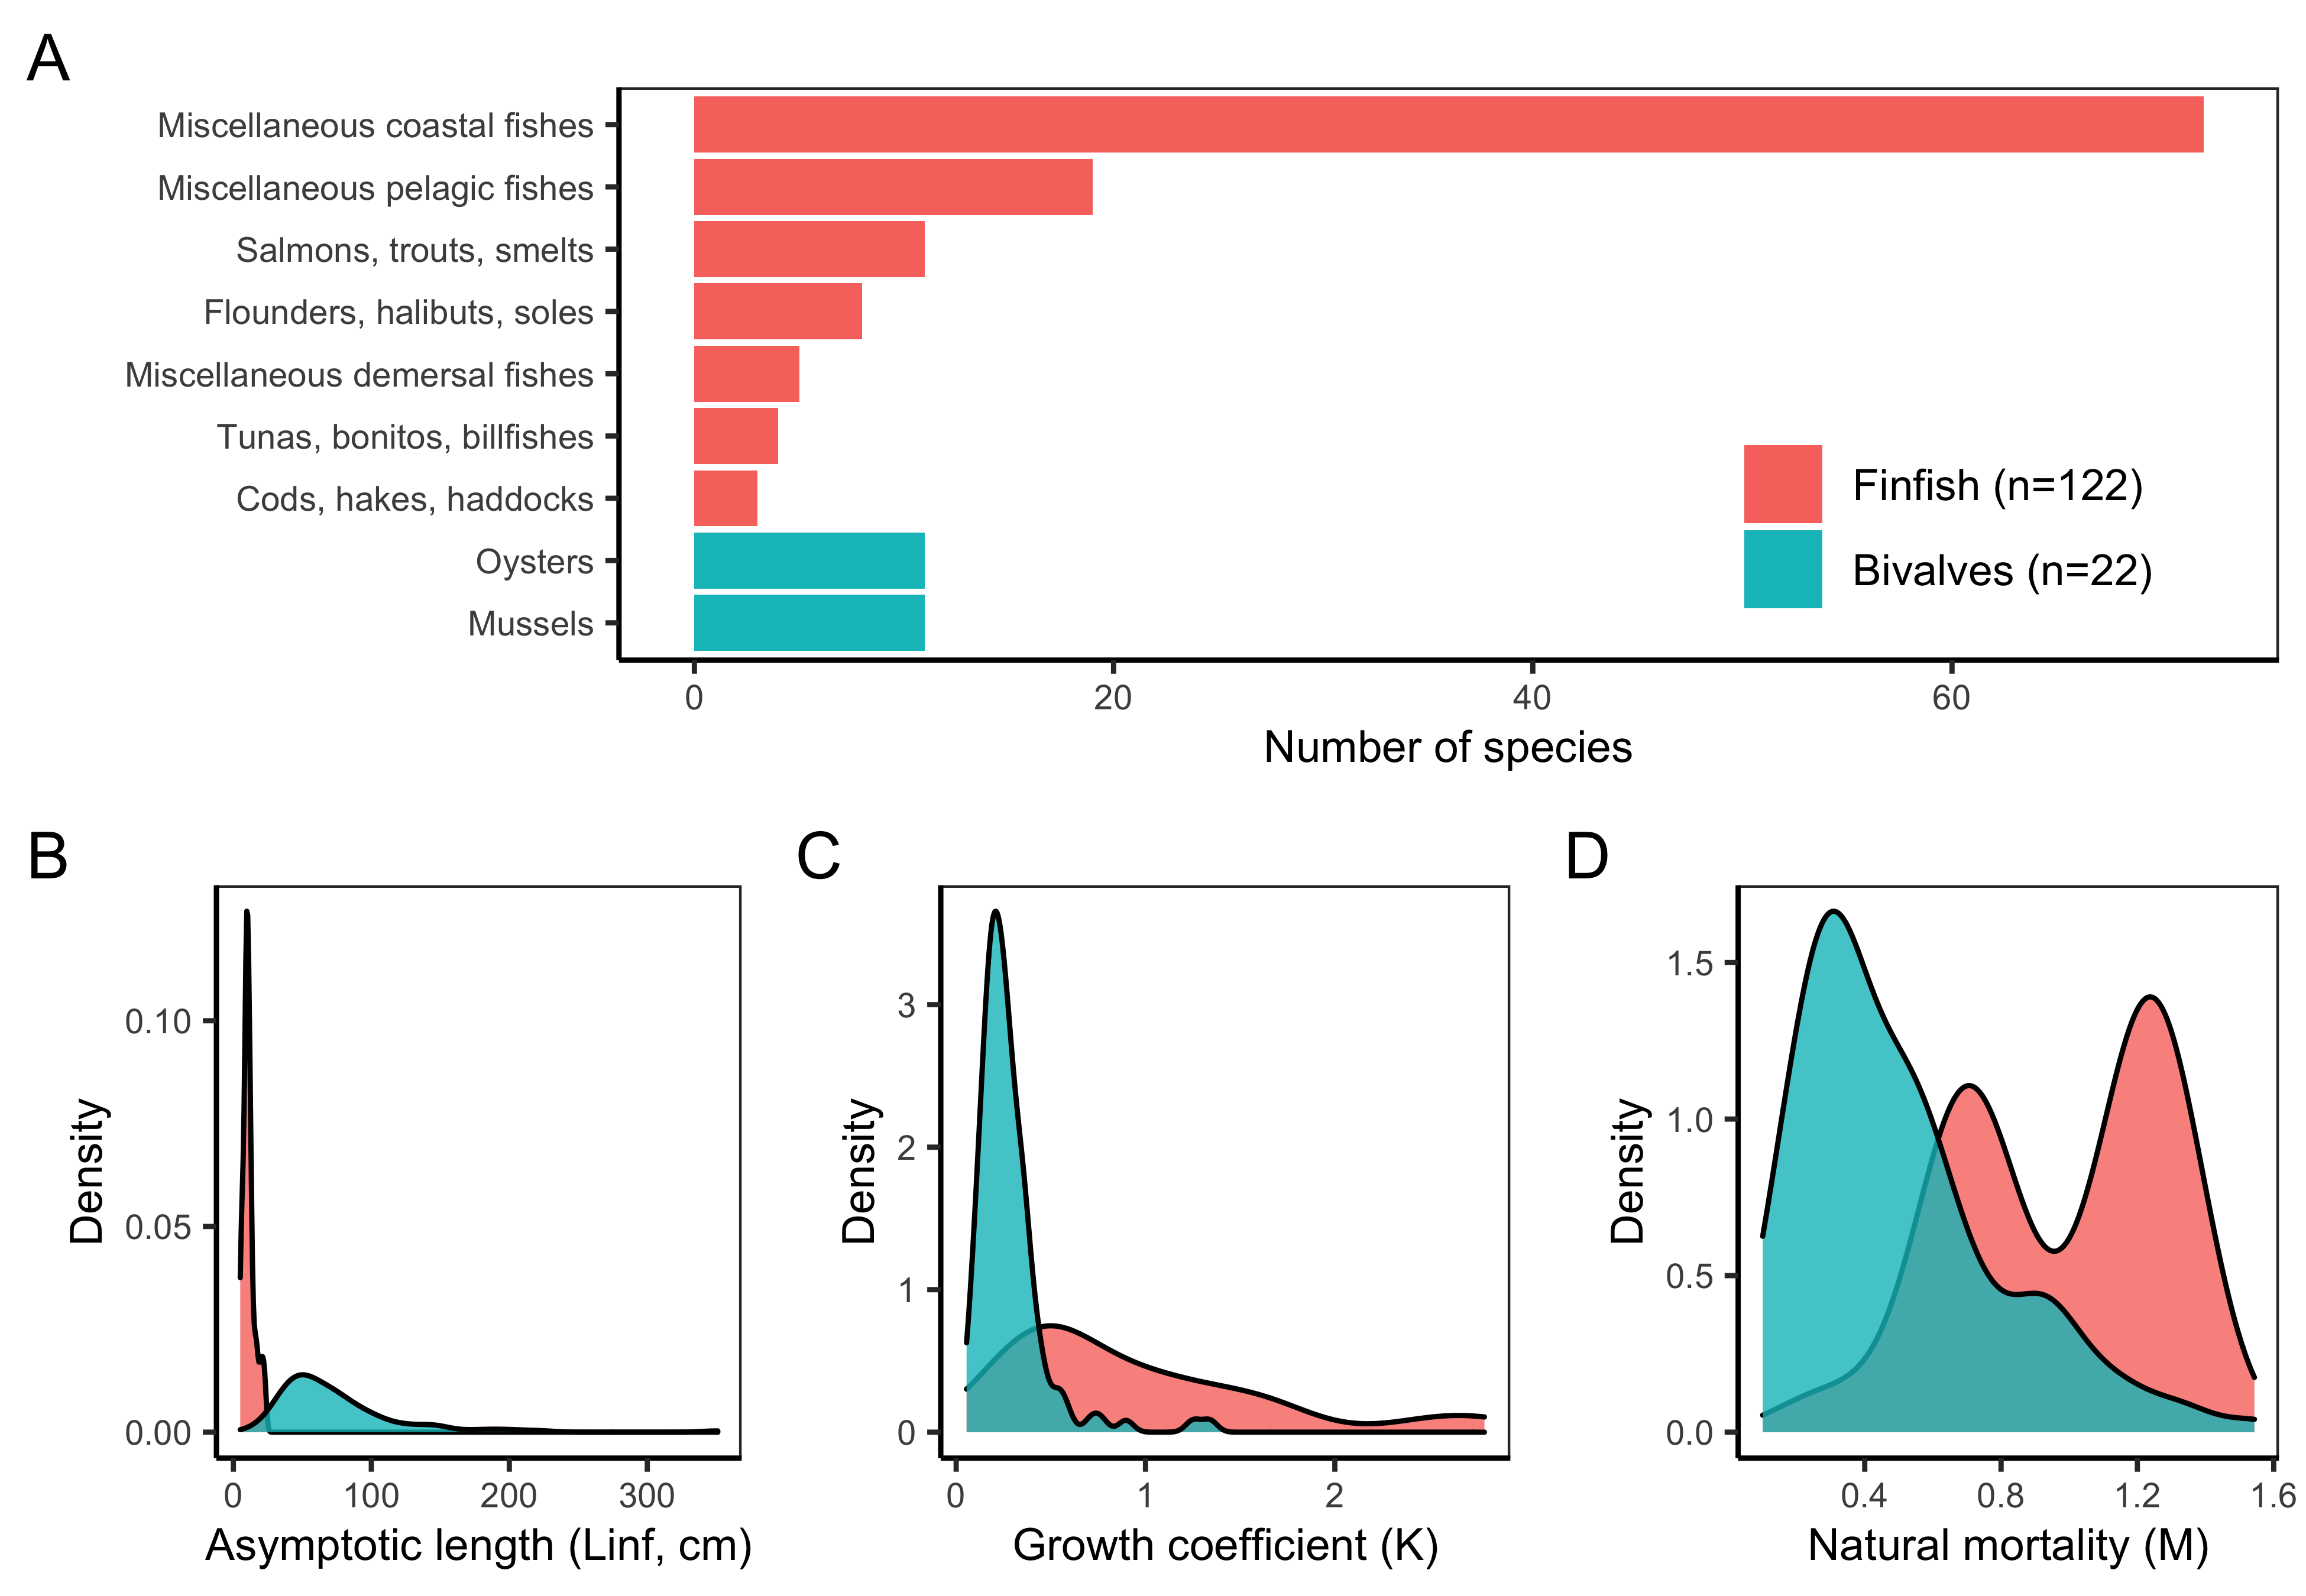 A
Miscellaneous coastal fishes
Miscellaneous pelagic fishes
Salmons, trouts, smelts
Flounders, halibuts, soles
Miscellaneous demersal fishes
Tunas, bonitos, billfishes
Cods, hakes, haddocks
Oysters
Mussels
Finfish (n=122)
Bivalves (n=22)
0 20 40 60
Number of species
B
Density
0.10
0.05
0.00
0 100 200 300
Asymptotic length (Linf, cm)
C
Density
3
2
1
0
0 1 2
Growth coefficient (K)
D
Density
1.5
1.0
0.5
0.0
0.4 0.8 1.2 1.6
Natural mortality (M)